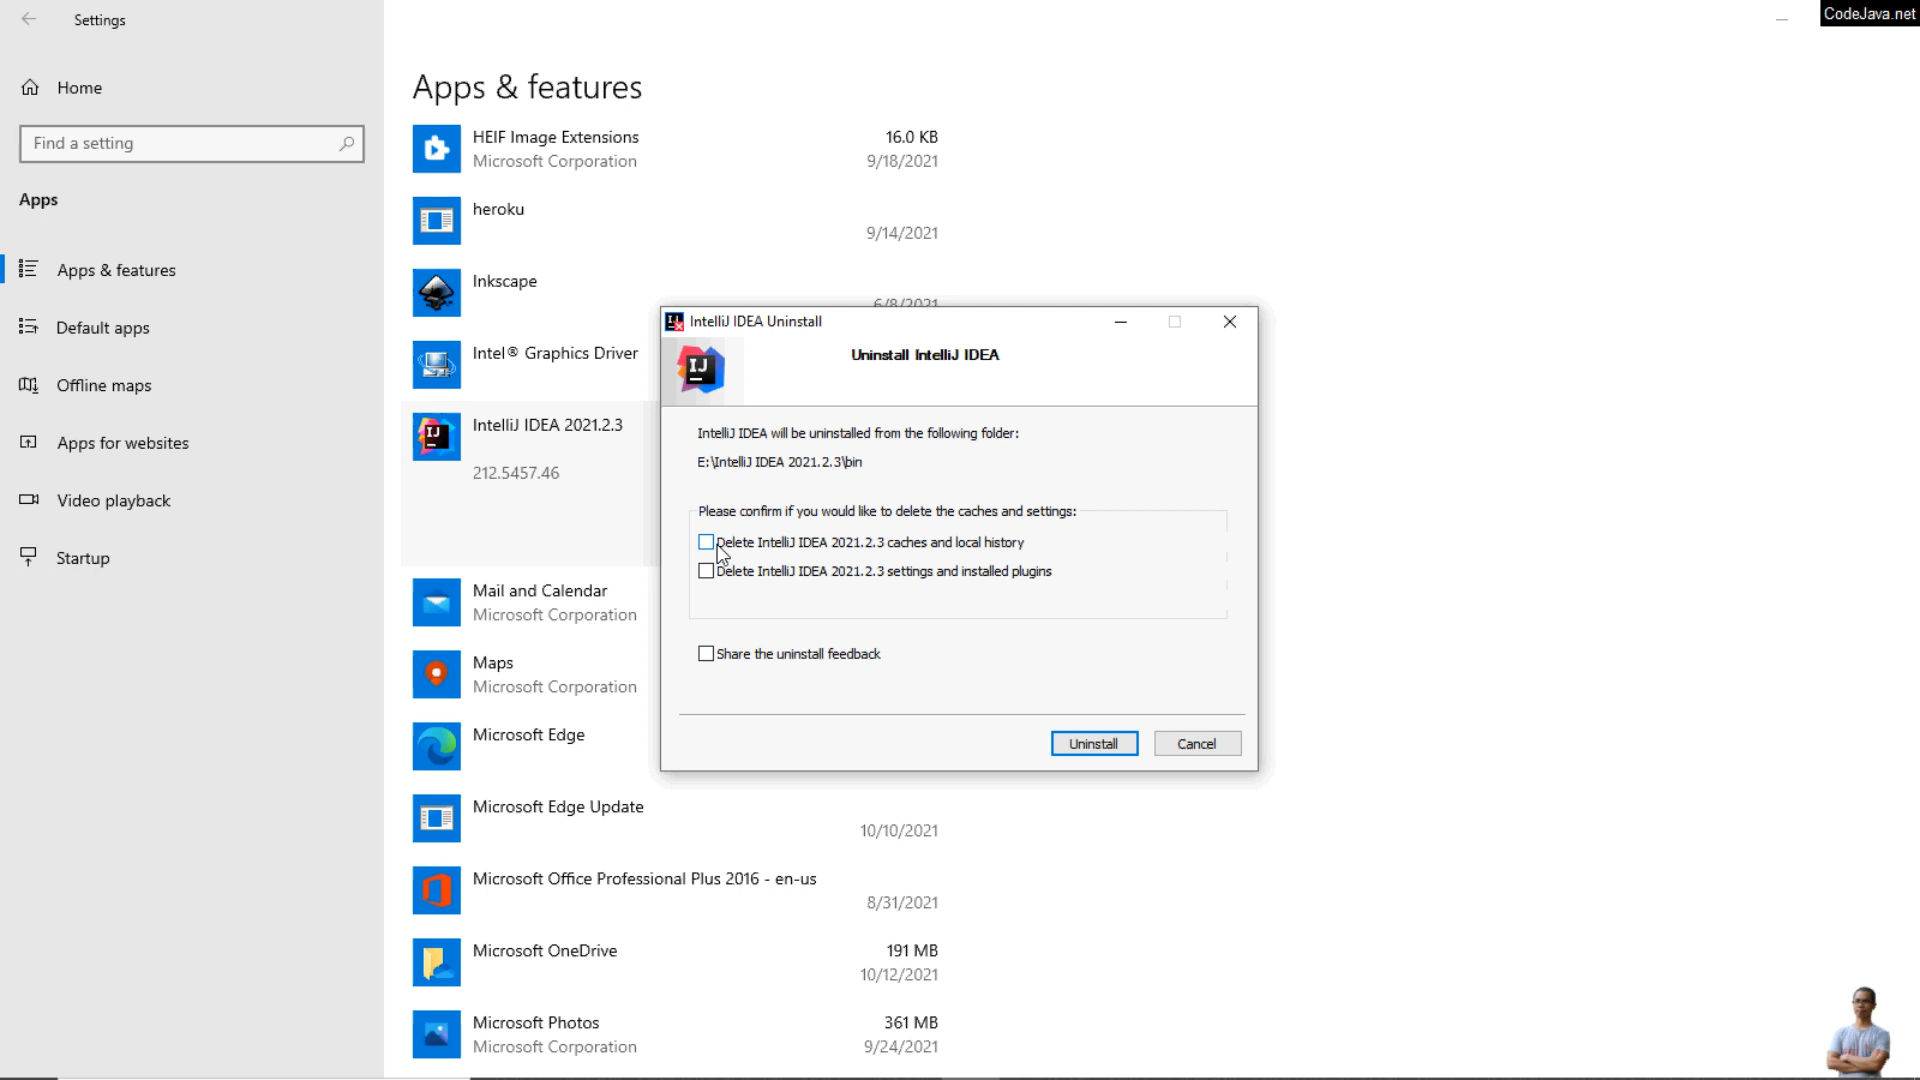 Settings
CodeJava.net
Home
Find a setting
Apps
Apps & features
Default apps
Offline maps
Apps for websites
Video playback
Startup
Apps & features
HEIF Image Extensions
16.0 KB
Microsoft Corporation
9/18/2021
heroku
9/14/2021
Inkscape
6/8/2021
Intel® Graphics Driver
IntelliJ IDEA 2021.2.3
212.5457.46
Mail and Calendar
Microsoft Corporation
Maps
Microsoft Corporation
Microsoft Edge
Microsoft Edge Update
10/10/2021
Microsoft Office Professional Plus 2016 - en-us
8/31/2021
Microsoft OneDrive
191 MB
10/12/2021
Microsoft Photos
361 MB
Microsoft Corporation
9/24/2021
IJ
IntelliJ IDEA Uninstall
IJ
Uninstall IntelliJ IDEA
IntelliJ IDEA will be uninstalled from the following folder:
E:\IntelliJ IDEA 2021.2.3\bin
Please confirm if you would like to delete the caches and settings:
Delete IntelliJ IDEA 2021.2.3 caches and local history
Delete IntelliJ IDEA 2021.2.3 settings and installed plugins
Share the uninstall feedback
Uninstall
Cancel